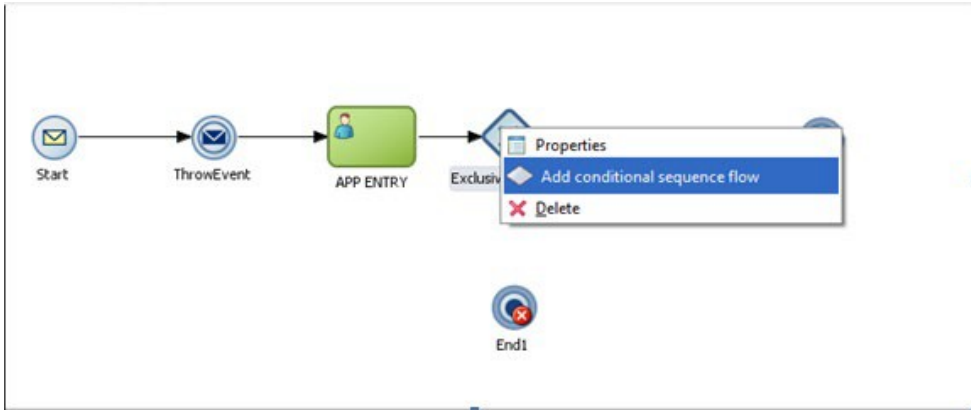 Properties
Start
ThrowEvent
APP ENTRY
Add conditional sequence flow
Delete
End1